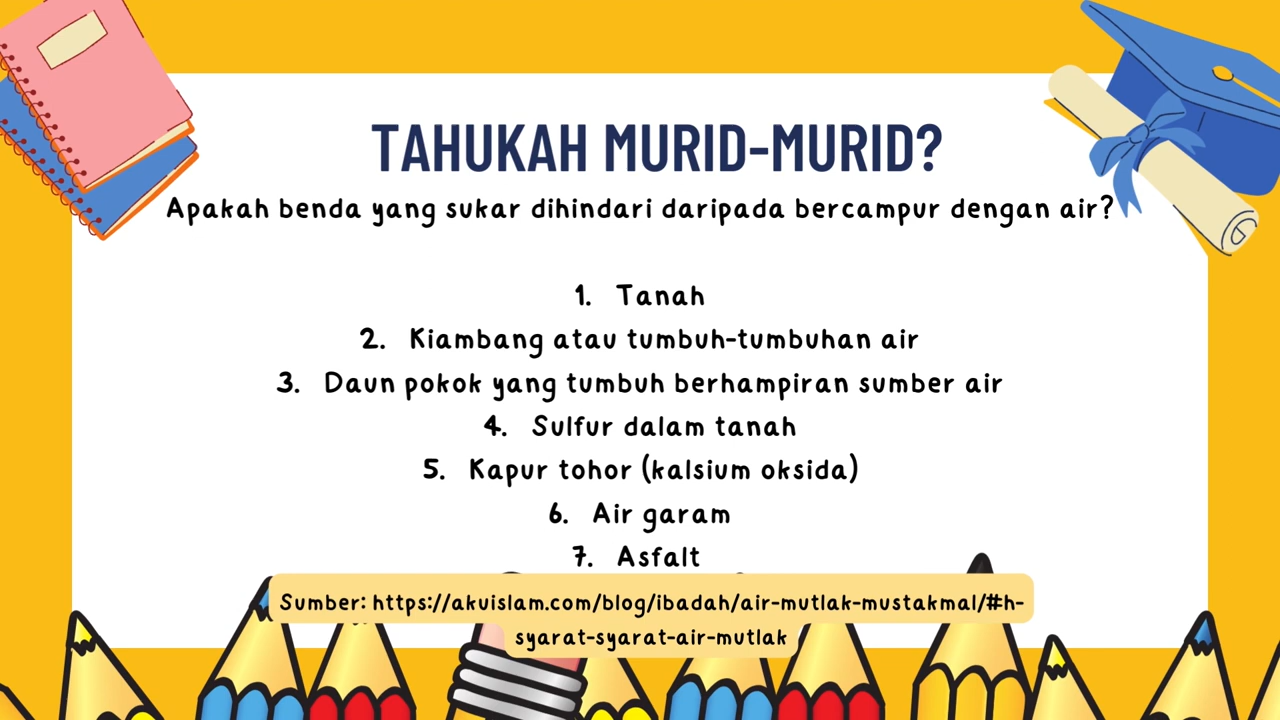 TAHUKAH MURID-MURID?
Apakah benda yang sukar dihindari daripada bercampur dengan air?
1. Tanah
2. Kiambang atau tumbuh-tumbuhan air
3. Daun pokok yang tumbuh berhampiran sumber air
4. Sulfur dalam tanah
5. Kapur tohor (kalsium oksida)
6. Air garam
7. Asfalt
Sumber: https://akuislam.com/blog/ibadah/air-mutlak-mustakmal/#h-
syarat-syarat-air-mutlak